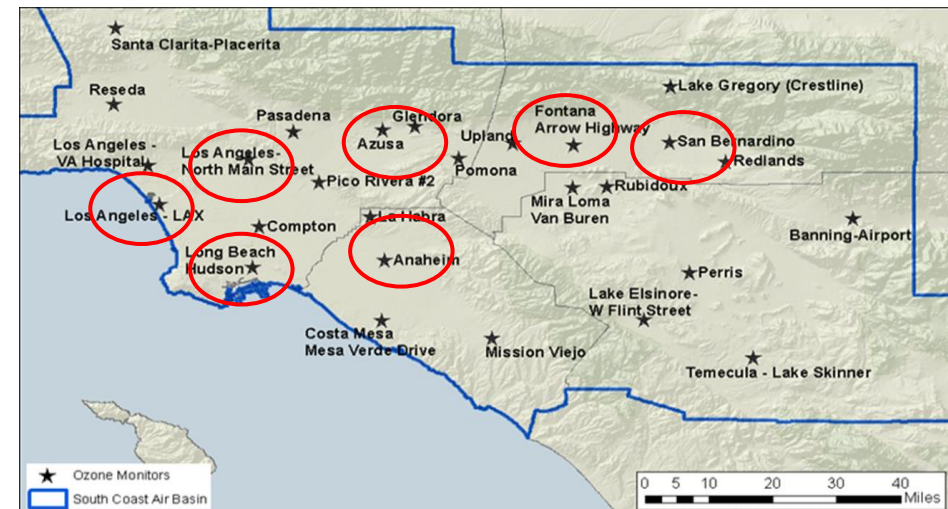 Santa Clarita-Placerita
Reseda
Lake Gregory (Crestline)
Pasadena
Glendora
Azusa
Fontana
Arrow Highway
Upland
San Bernardino
Los Angeles -
VA Hospital
Los Angeles-
North Main Street
Pomona
Redlands
Pico Rivera #2
Rubidoux
Mira Loma
Van Buren
Los Angeles - LAX
La Habra
Compton
Banning-Airport
Long Beach
Hudson
Anaheim
Perris
Lake Elsinore-
W Flint Street
Costa Mesa
Mesa Verde Drive
Mission Viejo
Temecula - Lake Skinner
Ozone Monitors
South Coast Air Basin
0 5 10 20 30 40
Miles